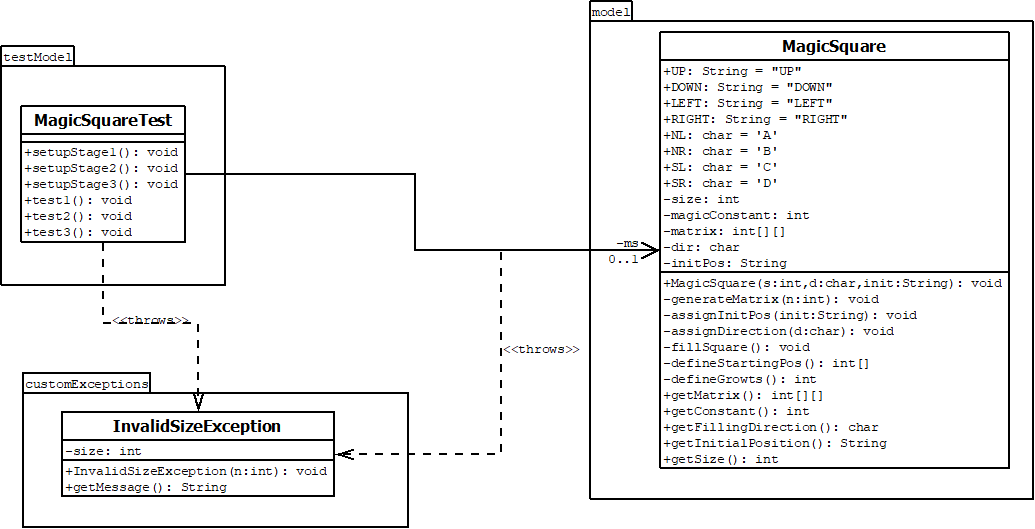 testModel
MagicSquareTest
+setupStage1(): void
+setupStage2(): void
+setupStage3(): void
+test1(): void
+test2(): void
+test3(): void
<<throws>>
customExceptions
InvalidSizeException
-size: int
+InvalidSizeException(n:int): void
+getMessage(): String
<<throws>>
-ms
0..1
model
MagicSquare
+UP: String = "UP"
+DOWN: String = "DOWN"
+LEFT: String = "LEFT"
+RIGHT: String = "RIGHT"
+NL: char = 'A'
+NR: char = 'B'
+SL: char = 'C'
+SR: char = 'D'
-size: int
-magicConstant: int
-matrix: int[][]
-dir: char
-initPos: String
+MagicSquare(s:int,d:char,init:String): void
-generateMatrix(n:int): void
-assignInitPos(init:String): void
-assignDirection(d:char): void
-fillSquare(): void
-defineStartingPos(): int[]
-defineGrowts(): int
+getMatrix(): int[][]
+getConstant(): int
+getFillingDirection(): char
+getInitialPosition(): String
+getSize(): int